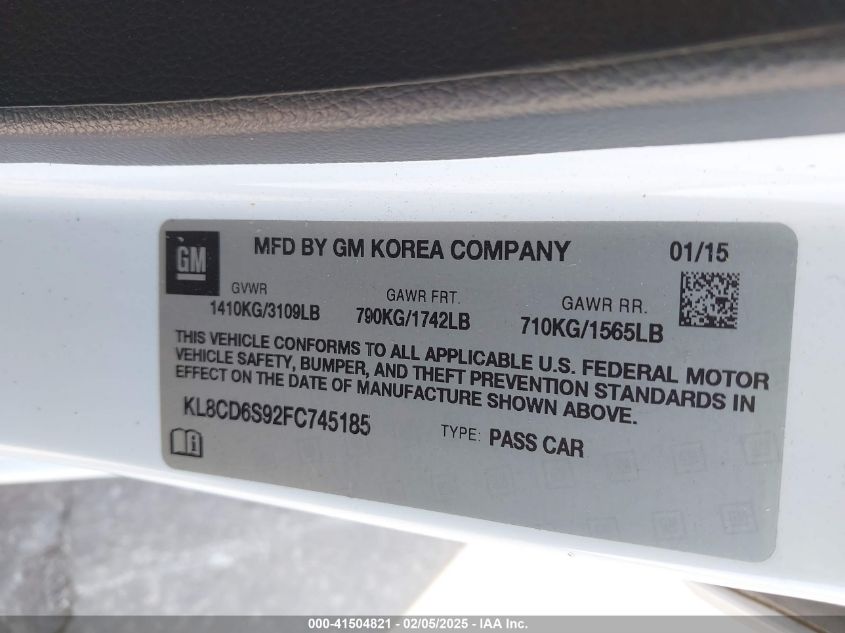 GM
MFD BY GM KOREA COMPANY
01/15
GVWR
GAWR FRT.
GAWR RR.
1410KG/3109LB
790KG/1742LB
710KG/1565LB
THIS VEHICLE CONFORMS TO ALL APPLICABLE U.S. FEDERAL MOTOR
VEHICLE SAFETY, BUMPER, AND THEFT PREVENTION STANDARDS IN
EFFECT ON THE DATE OF MANUFACTURE SHOWN ABOVE.
KL8CD6S92FC745185
TYPE: PASS CAR
000-41504821 - 02/05/2025 - IAA Inc.